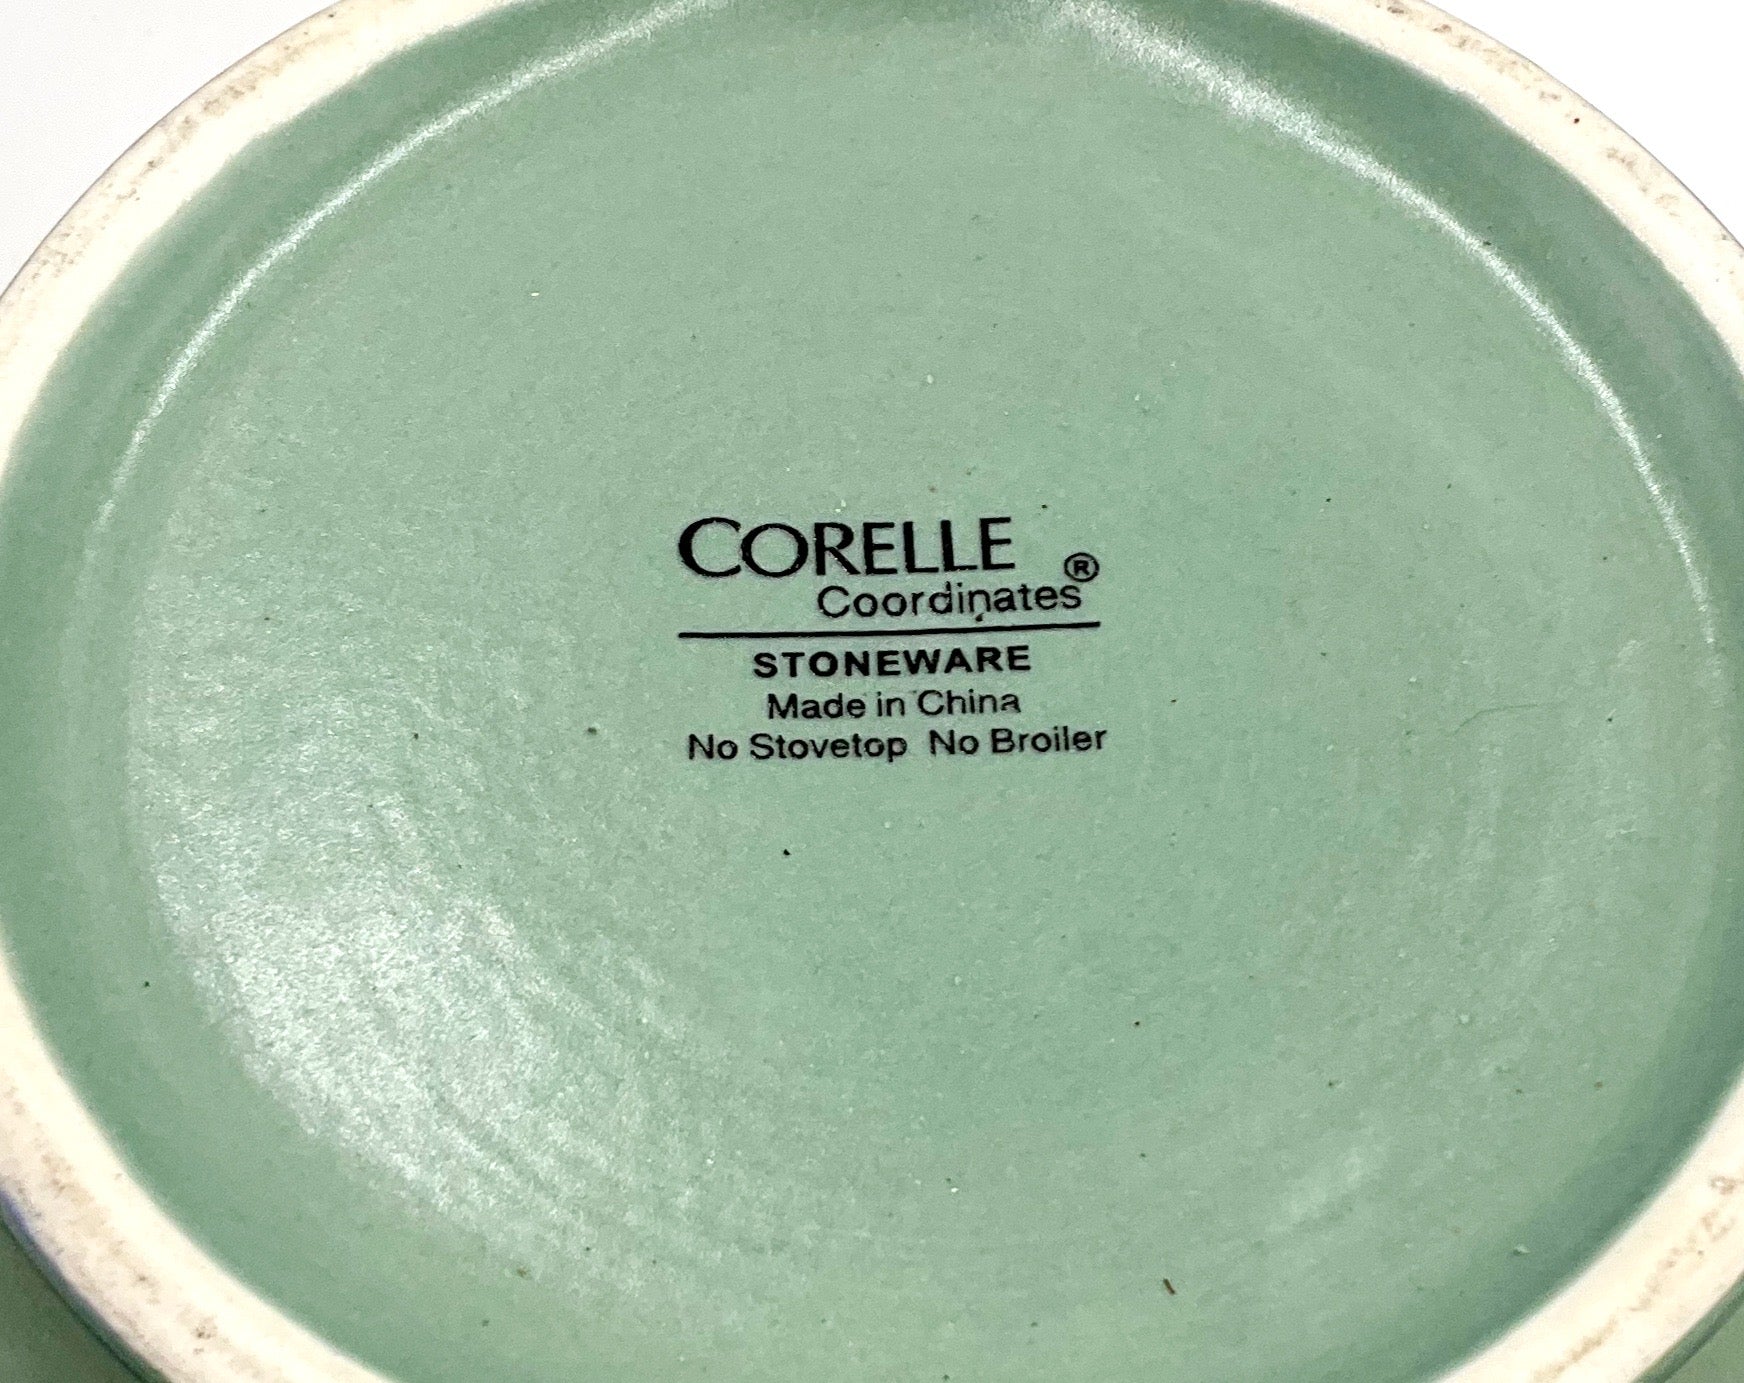 CORELLE
Coordinates®
STONEWARE
Made in China
No Stovetop No Broiler